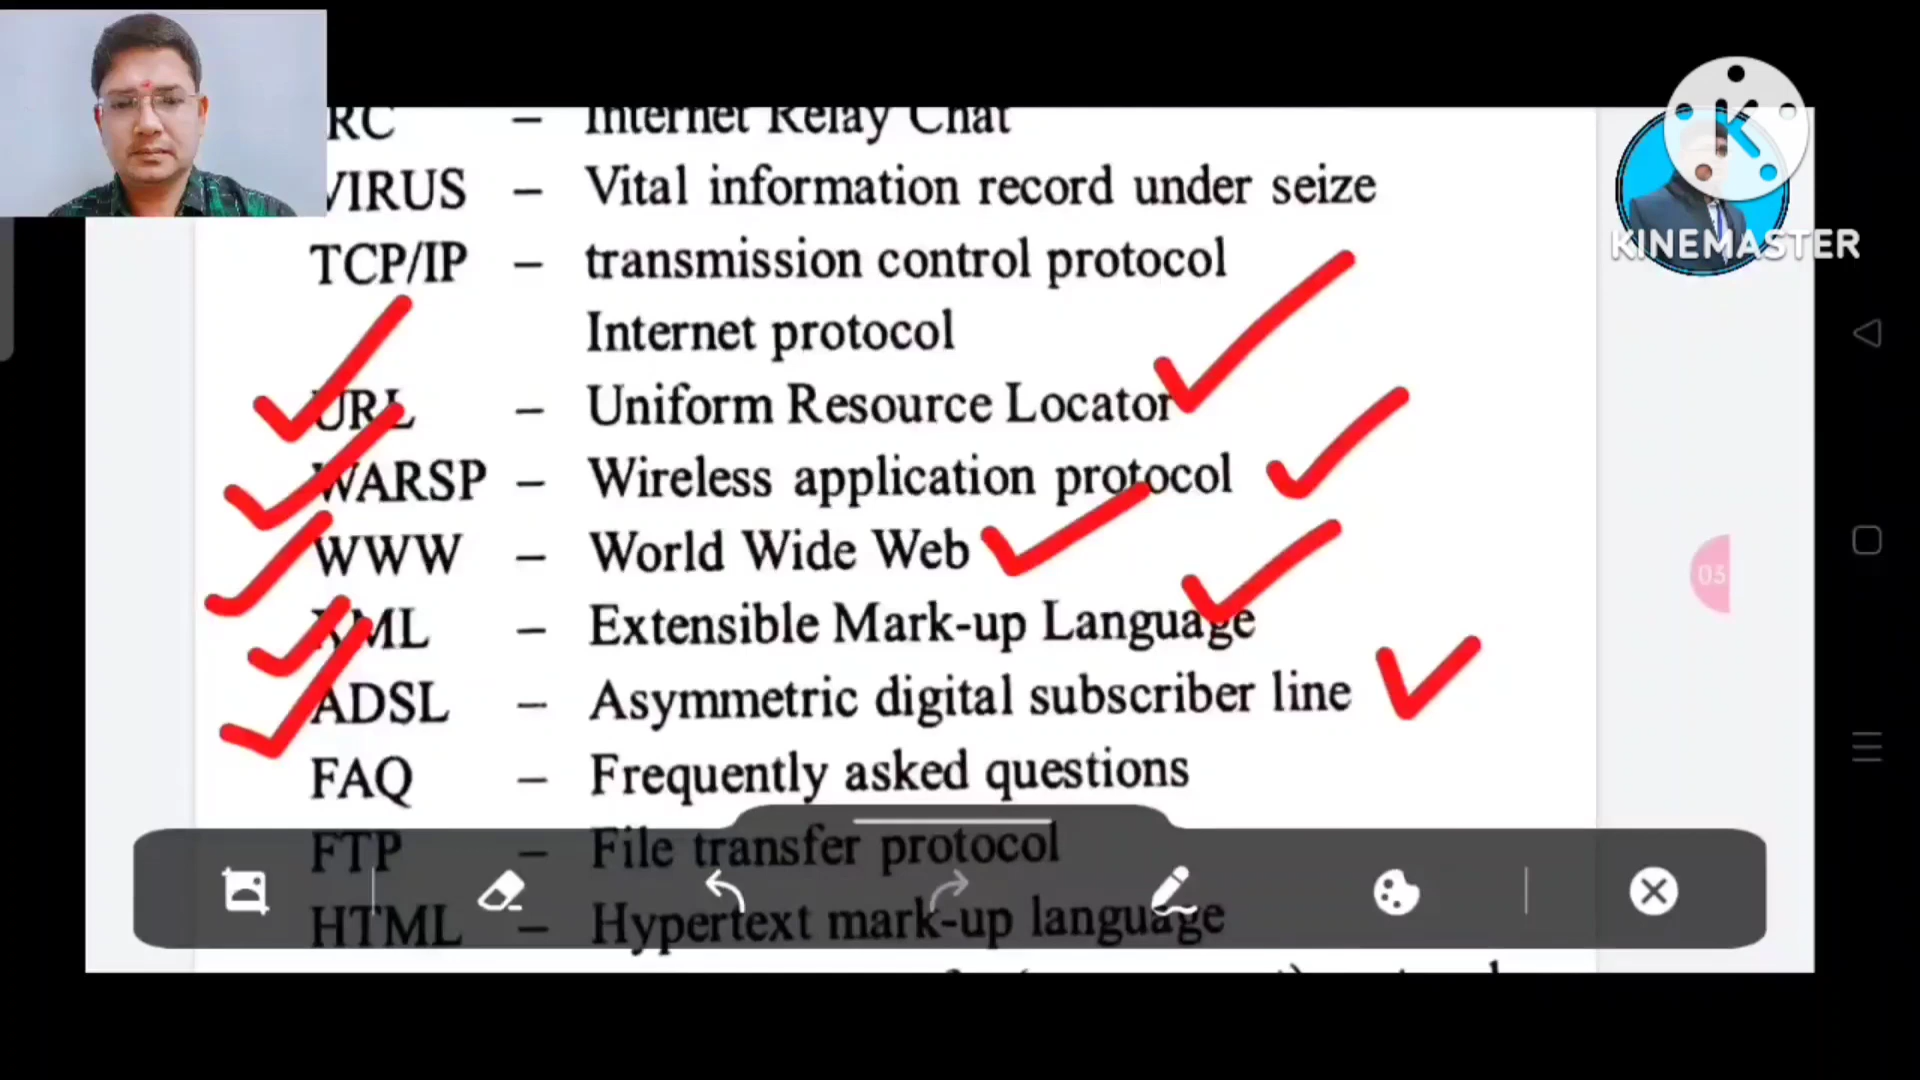 RC – Internet Relay Chat
VIRUS – Vital information record under seize
TCP/IP – transmission control protocol
Internet protocol
URL – Uniform Resource Locator
WARSP – Wireless application protocol
WWW – World Wide Web
XML – Extensible Mark-up Language
ADSL – Asymmetric digital subscriber line
FAQ – Frequently asked questions
FTP – File transfer protocol
HTML – Hypertext mark-up language
KINEMASTER
03